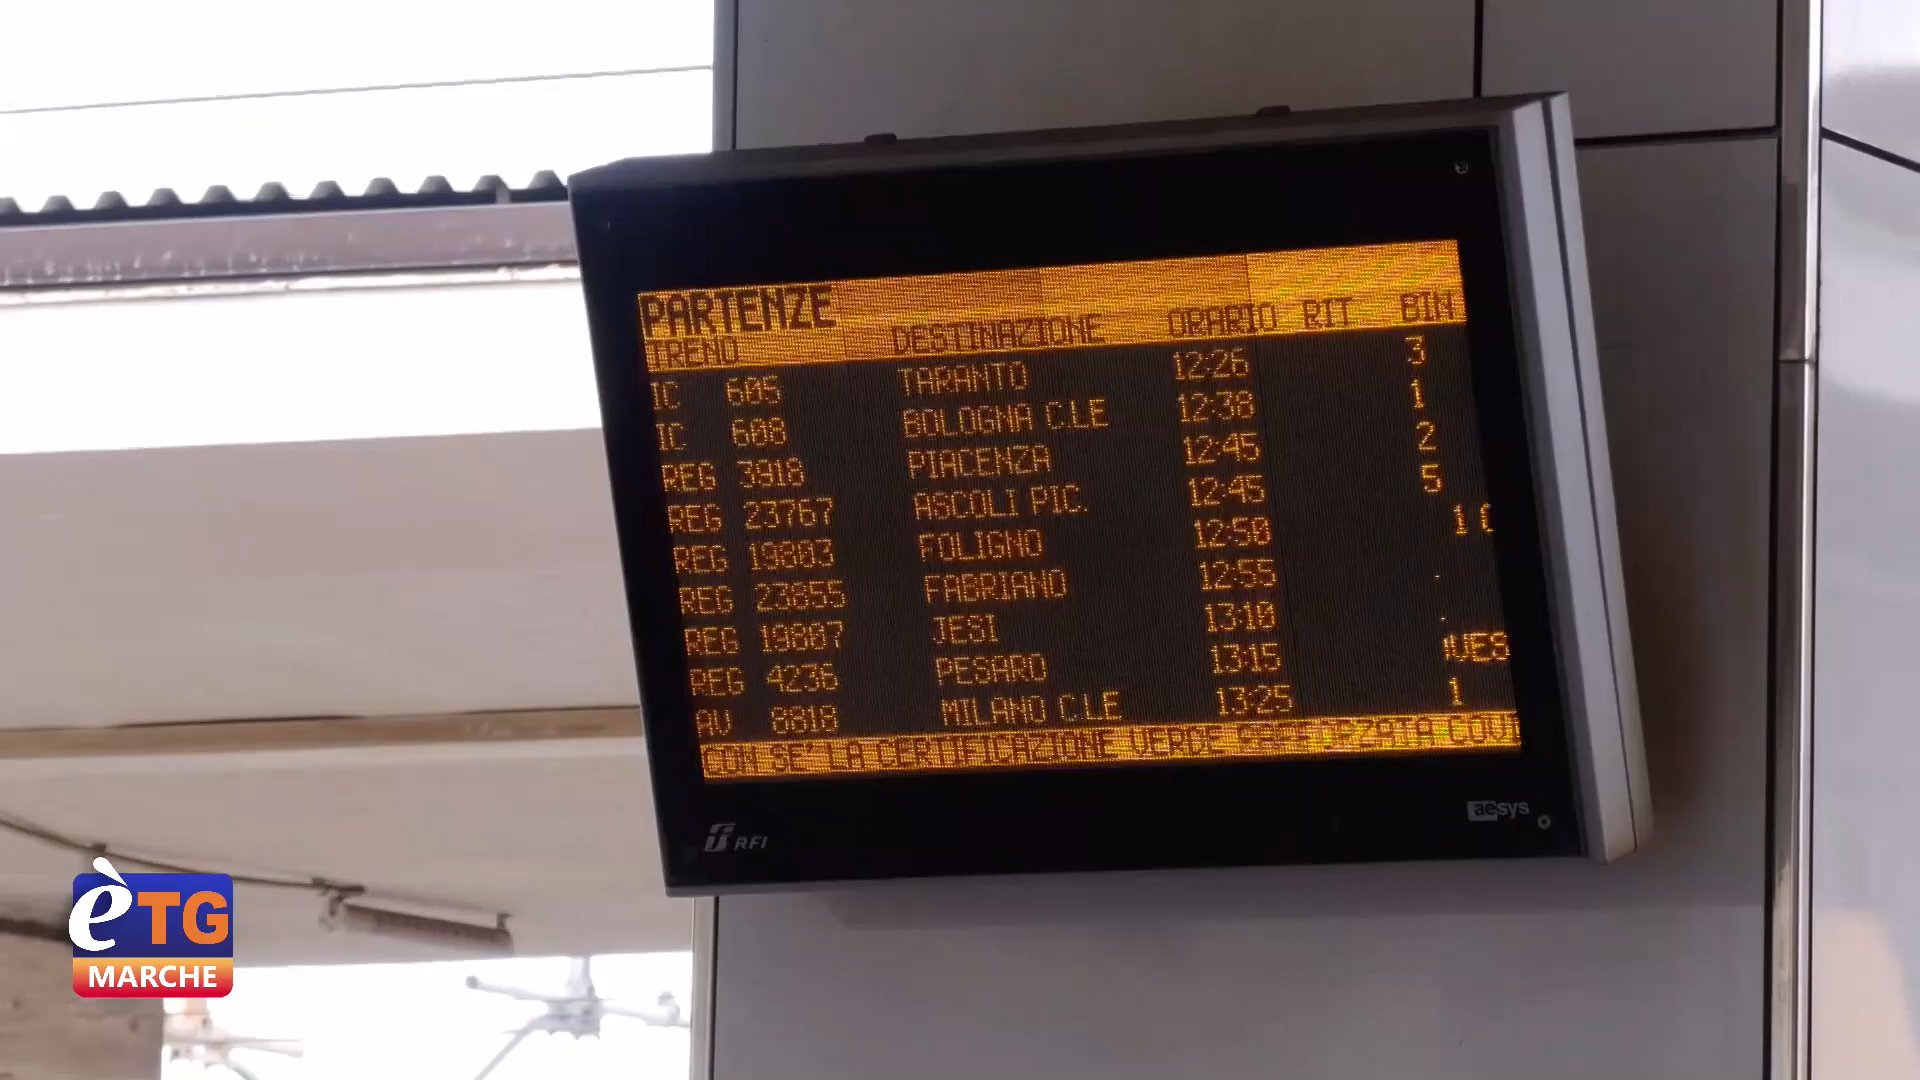 PARTENZE
TRENO DESTINAZIONE ORARIO RIT BIN
IC 605 TARANTO 12:26 3
IC 608 BOLOGNA C.LE 12:38 1
REG 3918 PIACENZA 12:45 2
REG 23767 ASCOLI PIC. 12:45 5
REG 19803 FOLIGNO 12:50 1
REG 23855 FABRIANO 12:55
REG 19807 JESI 13:10
REG 4236 PESARO 13:15
AV 8818 MILANO C.LE 13:25 1
CON SE' LA CERTIFICAZIONE VERDE
RFI
aesys
èTG
MARCHE